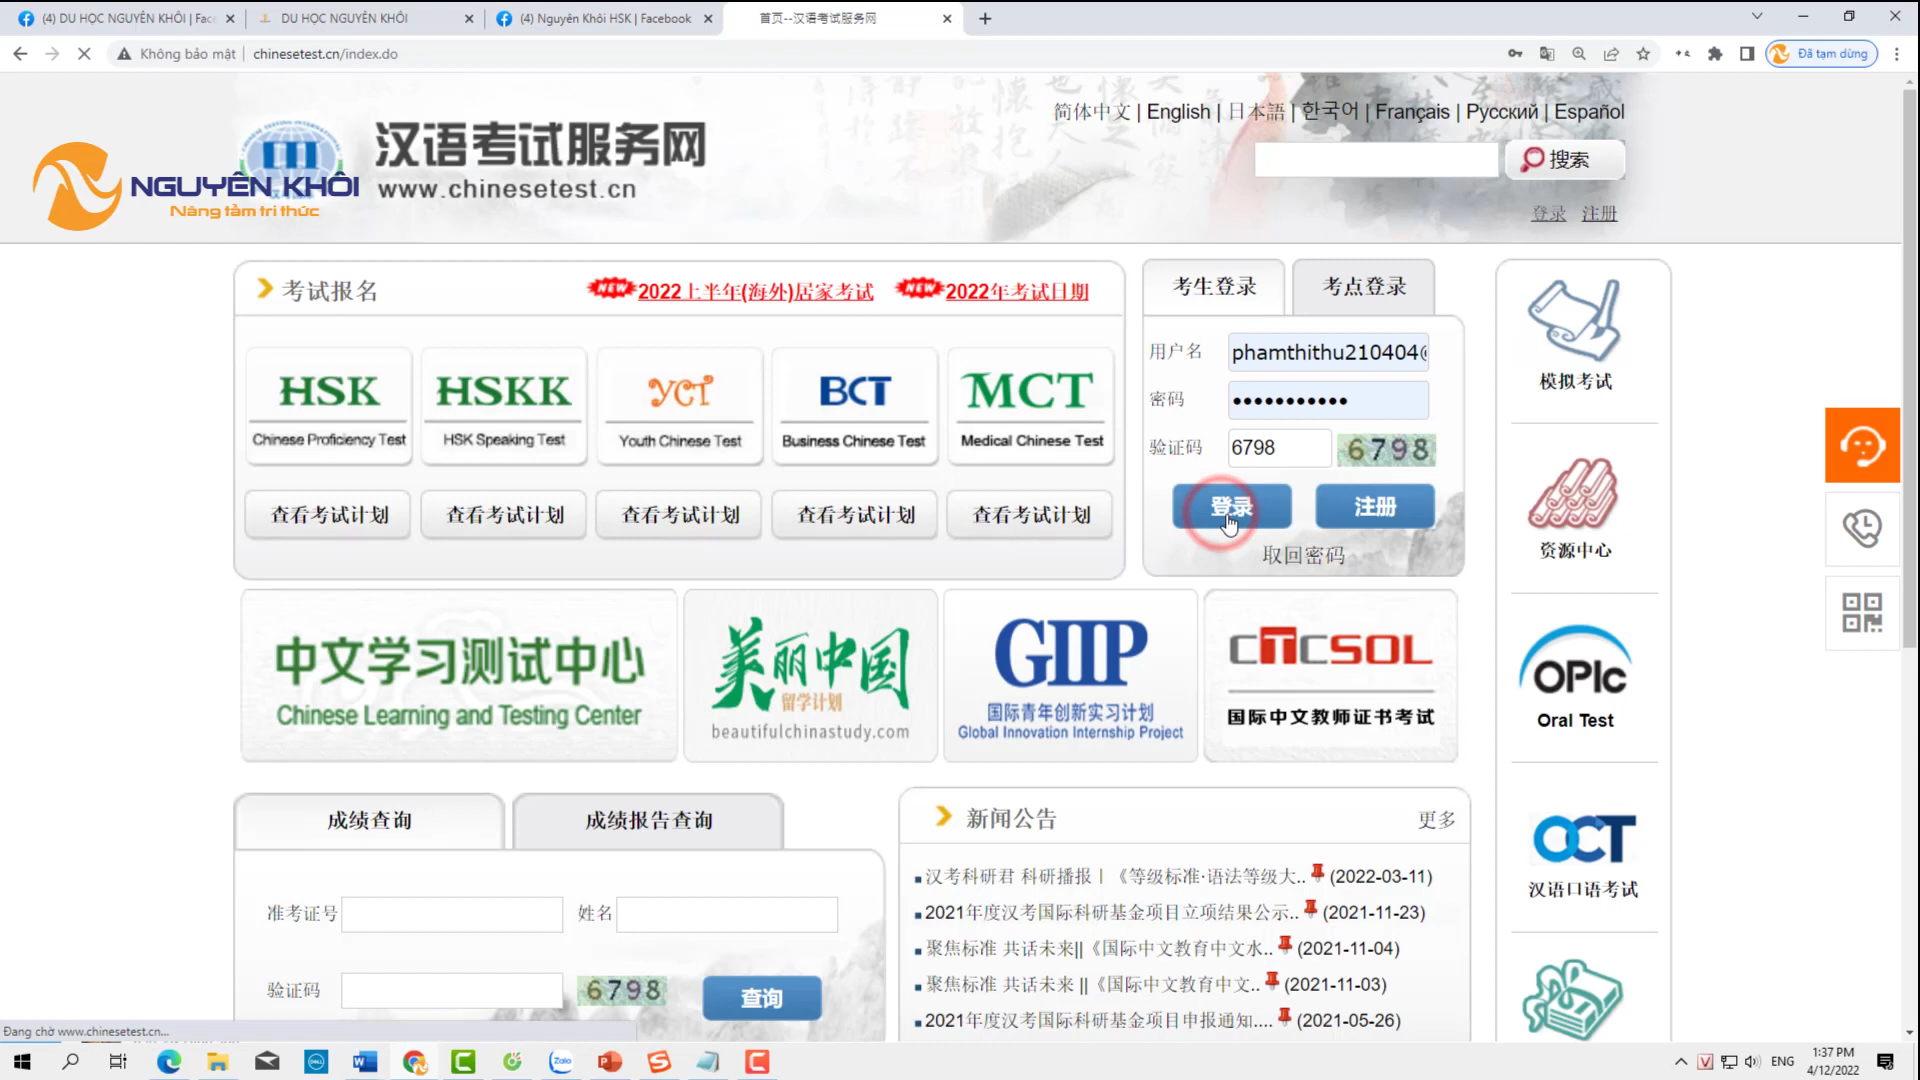 (4) DU HỌC NGUYÊN KHÔI | Fac
DU HỌC NGUYÊN KHÔI
(4) Nguyên Khôi HSK | Facebook
首页--汉语考试服务网
Không bảo mật
chinesetest.cn/index.do
Đã tạm dừng
简体中文 | English | 日本語 | 한국어 | Français | Русский | Español
汉语考试服务网
www.chinesetest.cn
NGUYÊN KHÔI
Nâng tầm tri thức
搜索
登录 注册
考试报名
NEW 2022上半年(海外)居家考试
NEW 2022年考试日期
HSK
Chinese Proficiency Test
HSKK
HSK Speaking Test
YCT
Youth Chinese Test
BCT
Business Chinese Test
MCT
Medical Chinese Test
查看考试计划
查看考试计划
查看考试计划
查看考试计划
查看考试计划
考生登录
考点登录
用户名 phamthithu210404@
密码
验证码 6798 6798
登录
注册
取回密码
模拟考试
资源中心
OPIc
Oral Test
OCT
汉语口语考试
中文学习测试中心
Chinese Learning and Testing Center
美丽中国
留学计划
beautifulchinastudy.com
GIIP
国际青年创新实习计划
Global Innovation Internship Project
CTCSOL
国际中文教师证书考试
成绩查询
成绩报告查询
准考证号
姓名
验证码
6798
查询
新闻公告
更多
汉考科研君 科研播报丨《等级标准·语法等级大.. (2022-03-11)
2021年度汉考国际科研基金项目立项结果公示.. (2021-11-23)
聚焦标准 共话未来||《国际中文教育中文水.. (2021-11-04)
聚焦标准 共话未来 ||《国际中文教育中文.. (2021-11-03)
2021年度汉考国际科研基金项目申报通知.... (2021-05-26)
Đang chờ www.chinesetest.cn...
DELL
Zalo
ENG
1:37 PM
4/12/2022